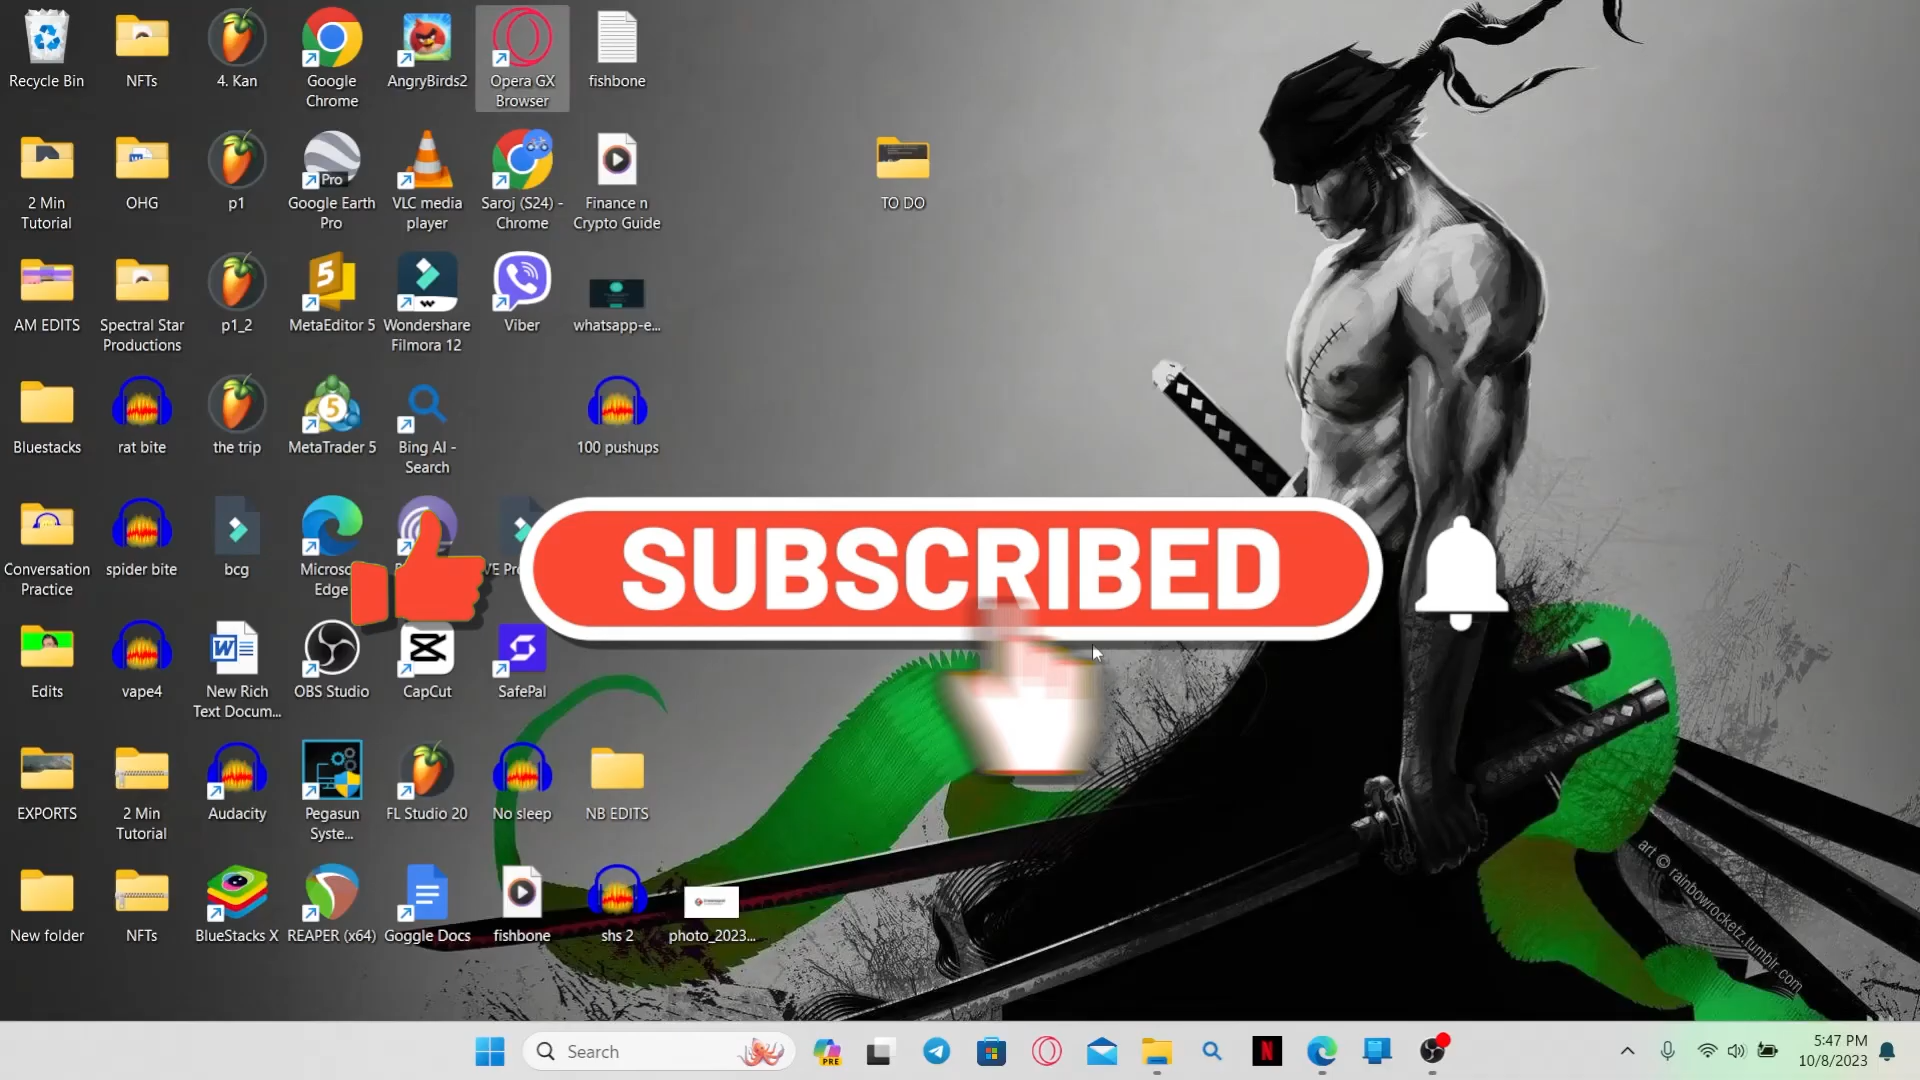 Recycle Bin
NFTs
4. Kan
Google
Chrome
AngryBirds2
Opera GX
Browser
fishbone
2 Min
Tutorial
OHG
p1
Pro
Google Earth
Pro
VLC media
player
Saroj (S24) -
Chrome
Finance n
Crypto Guide
TO DO
AM EDITS
Spectral Star
Productions
p1_2
5
MetaEditor 5
Wondershare
Filmora 12
Viber
whatsapp-e...
Bluestacks
rat bite
the trip
5
MetaTrader 5
Bing AI -
Search
100 pushups
Conversation
Practice
spider bite
bcg
Edge
SUBSCRIBED
Edits
vape4
W
New Rich
Text Docum...
OBS Studio
CapCut
SafePal
EXPORTS
2 Min
Tutorial
Audacity
Pegasun
Syste...
FL Studio 20
No sleep
NB EDITS
New folder
NFTs
BlueStacks X
REAPER (x64)
Goggle Docs
fishbone
shs 2
photo_2023...
art © rainbowrocketz.tumblr.com
Search
PRE
N
5:47 PM
10/8/2023